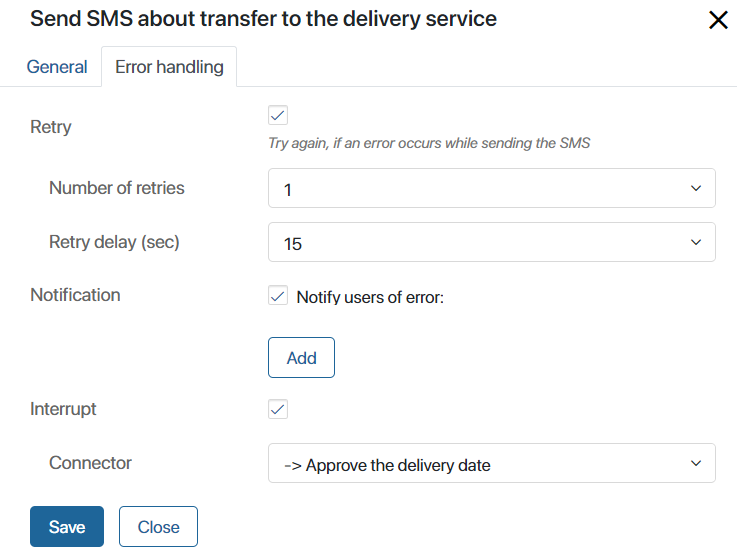 Send SMS about transfer to the delivery service
General
Error handling
Retry
Try again, if an error occurs while sending the SMS
Number of retries
1
Retry delay (sec)
15
Notification
Notify users of error:
Add
Interrupt
Connector
-> Approve the delivery date
Save
Close